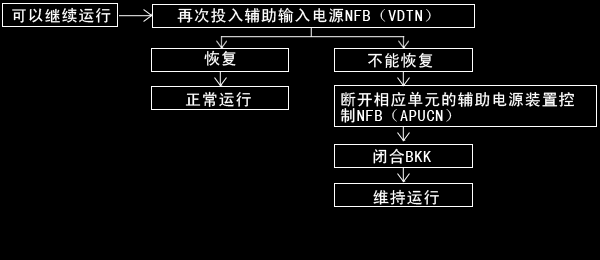 可以继续运行
再次投入辅助输入电源NFB（VDTN）
恢复
不能恢复
正常运行
断开相应单元的辅助电源装置控
制NFB（APUCN）
闭合BKK
维持运行